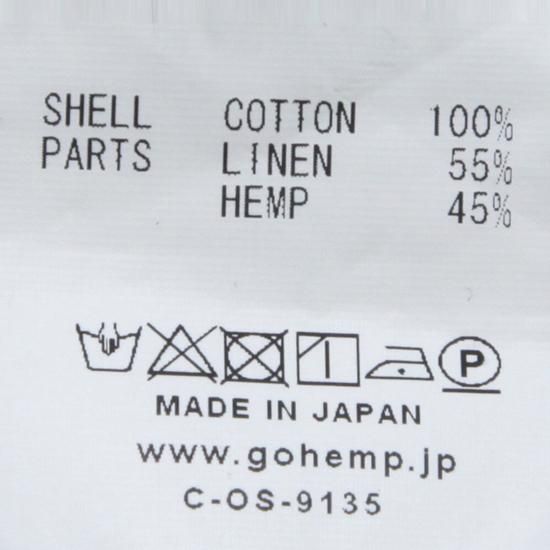 SHELL COTTON 100%
PARTS LINEN 55%
HEMP 45%
P
MADE IN JAPAN
www.gohemp.jp
C-OS-9135